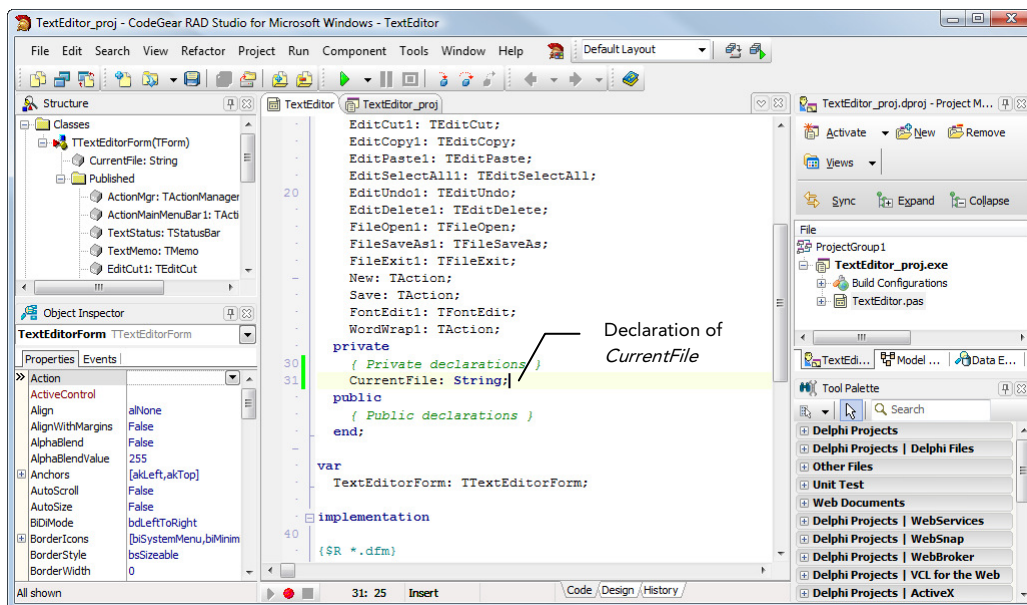 TextEditor_proj - CodeGear RAD Studio for Microsoft Windows - TextEditor
File Edit Search View Refactor Project Run Component Tools Window Help Default Layout
Structure
Classes
TTextEditorForm(TForm)
CurrentFile: String
Published
ActionMgr: TActionManager
ActionMainMenuBar1: TActi
TextStatus: TStatusBar
TextMemo: TMemo
EditCut1: TEditCut
Object Inspector
TextEditorForm TTextEditorForm
Properties Events
Action
ActiveControl
Align alNone
AlignWithMargins False
AlphaBlend False
AlphaBlendValue 255
Anchors [akLeft,akTop]
AutoScroll False
AutoSize False
BiDiMode bdLeftToRight
BorderIcons [biSystemMenu,biMinim
BorderStyle bsSizeable
BorderWidth 0
All shown
TextEditor TextEditor_proj
EditCut1: TEditCut;
EditCopy1: TEditCopy;
EditPaste1: TEditPaste;
EditSelectAll1: TEditSelectAll;
20 EditUndo1: TEditUndo;
EditDelete1: TEditDelete;
FileOpen1: TFileOpen;
FileSaveAs1: TFileSaveAs;
FileExit1: TFileExit;
New: TAction;
Save: TAction;
FontEdit1: TFontEdit;
WordWrap1: TAction;
private
30 { Private declarations }
31 CurrentFile: String;
public
{ Public declarations }
end;
var
TextEditorForm: TTextEditorForm;
implementation
40
{$R *.dfm}
Declaration of
CurrentFile
31: 25 Insert
Code Design History
TextEditor_proj.dproj - Project M...
Activate New Remove
Views
Sync Expand Collapse
File
ProjectGroup1
TextEditor_proj.exe
Build Configurations
TextEditor.pas
TextEdi... Model ... Data E...
Tool Palette
Search
Delphi Projects
Delphi Projects | Delphi Files
Other Files
Unit Test
Web Documents
Delphi Projects | WebServices
Delphi Projects | WebSnap
Delphi Projects | WebBroker
Delphi Projects | VCL for the Web
Delphi Projects | ActiveX